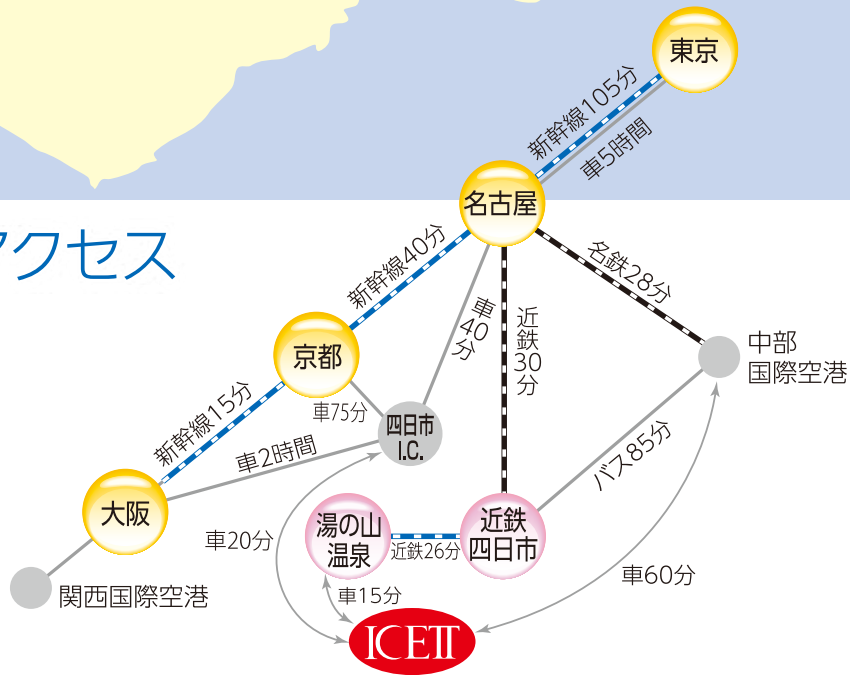 東京
新幹線105分
車5時間
名古屋
アクセス
新幹線40分
名鉄28分
車40分
近鉄30分
京都
中部
国際空港
車75分
四日市
I.C.
新幹線15分
車2時間
バス85分
大阪
湯の山
温泉
近鉄26分
近鉄
四日市
車20分
関西国際空港
車15分
車60分
ICETT